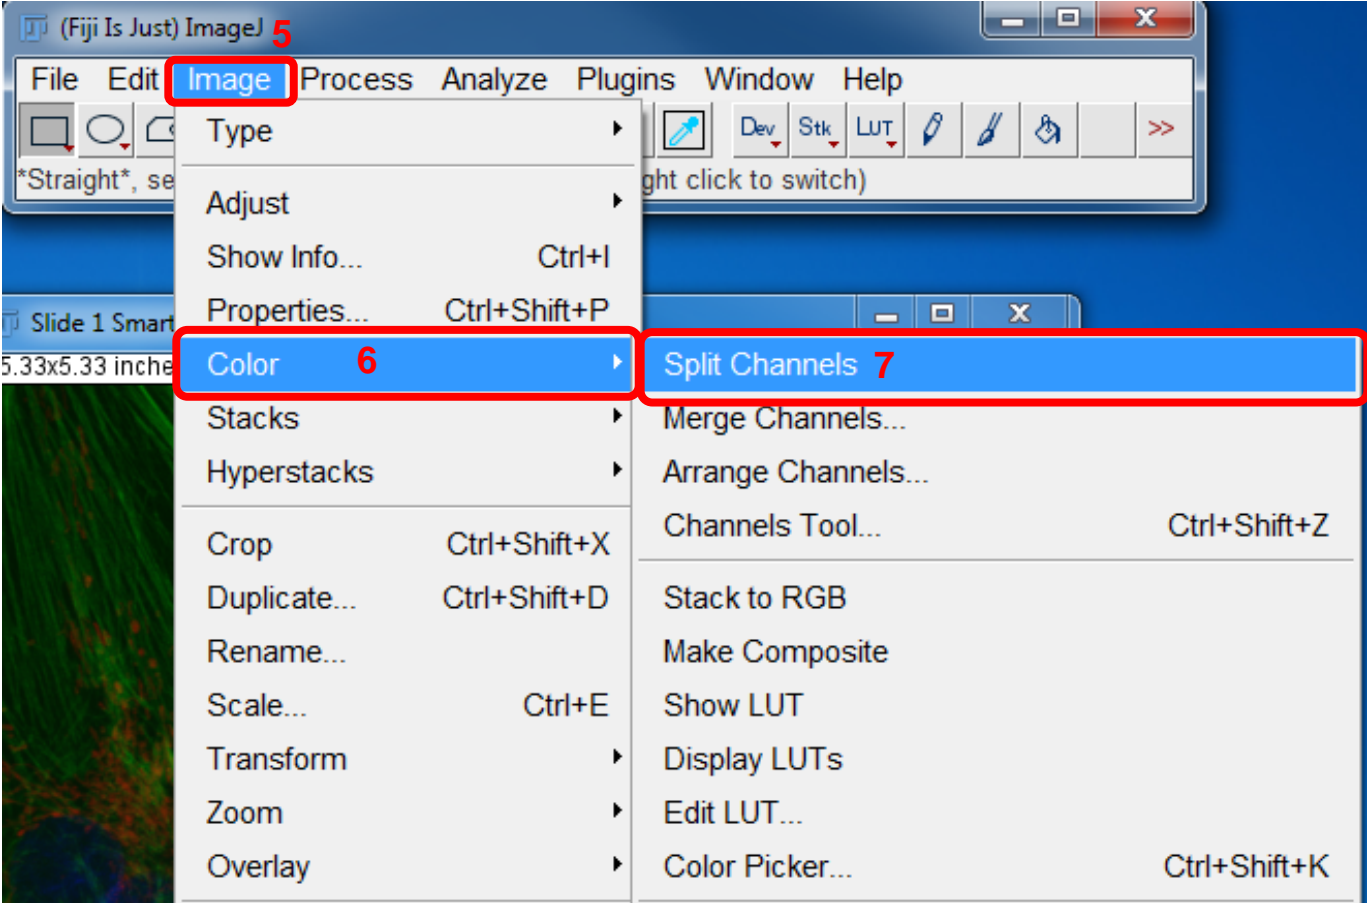 (Fiji Is Just) ImageJ 5
File Edit Image Process Analyze Plugins Window Help
Dev Stk LUT >>
*Straight*, se
ght click to switch)
Type
Adjust
Show Info... Ctrl+I
Properties... Ctrl+Shift+P
Color 6
Stacks
Hyperstacks
Crop Ctrl+Shift+X
Duplicate... Ctrl+Shift+D
Rename...
Scale... Ctrl+E
Transform
Zoom
Overlay
Slide 1 Smart
5.33x5.33 inche
Split Channels 7
Merge Channels...
Arrange Channels...
Channels Tool... Ctrl+Shift+Z
Stack to RGB
Make Composite
Show LUT
Display LUTs
Edit LUT...
Color Picker... Ctrl+Shift+K